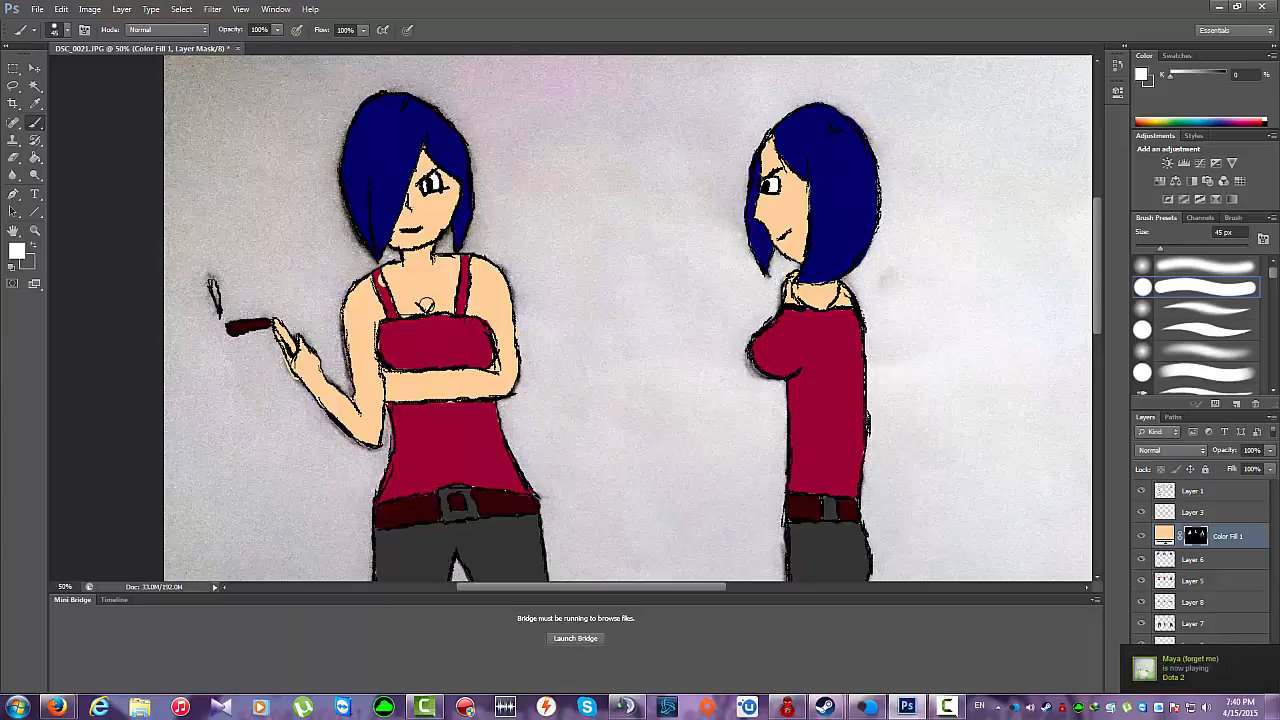 Ps File Edit Image Layer Type Select Filter View Window Help
45 Mode: Normal Opacity: 100% Flow: 100% Essentials
DSC_0021.JPG @ 50% (Color Fill 1, Layer Mask/8) * ×
Color Swatches
K 0 %
Adjustments Styles
Add an adjustment
Brush Presets Channels Brush
Size: 45 px
Layers Paths
Kind
Normal Opacity: 100%
Lock: Fill: 100%
Layer 1
Layer 3
Color Fill 1
Layer 6
Layer 5
Layer 8
Layer 7
50% Doc: 33.0M/192.0M
Mini Bridge Timeline
Bridge must be running to browse files.
Launch Bridge
Maya (forget me)
is now playing
Dota 2
EN 7:40 PM
4/15/2015